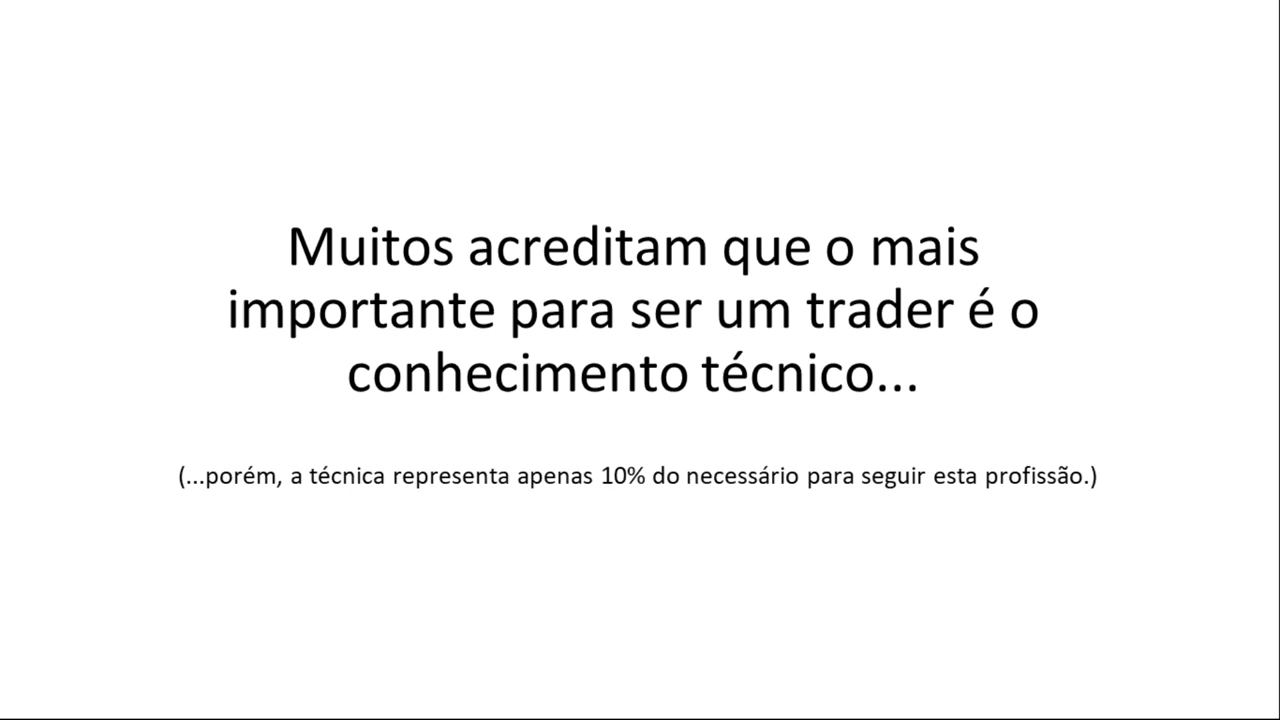 Muitos acreditam que o mais
importante para ser um trader é o
conhecimento técnico...
(...porém, a técnica representa apenas 10% do necessário para seguir esta profissão.)